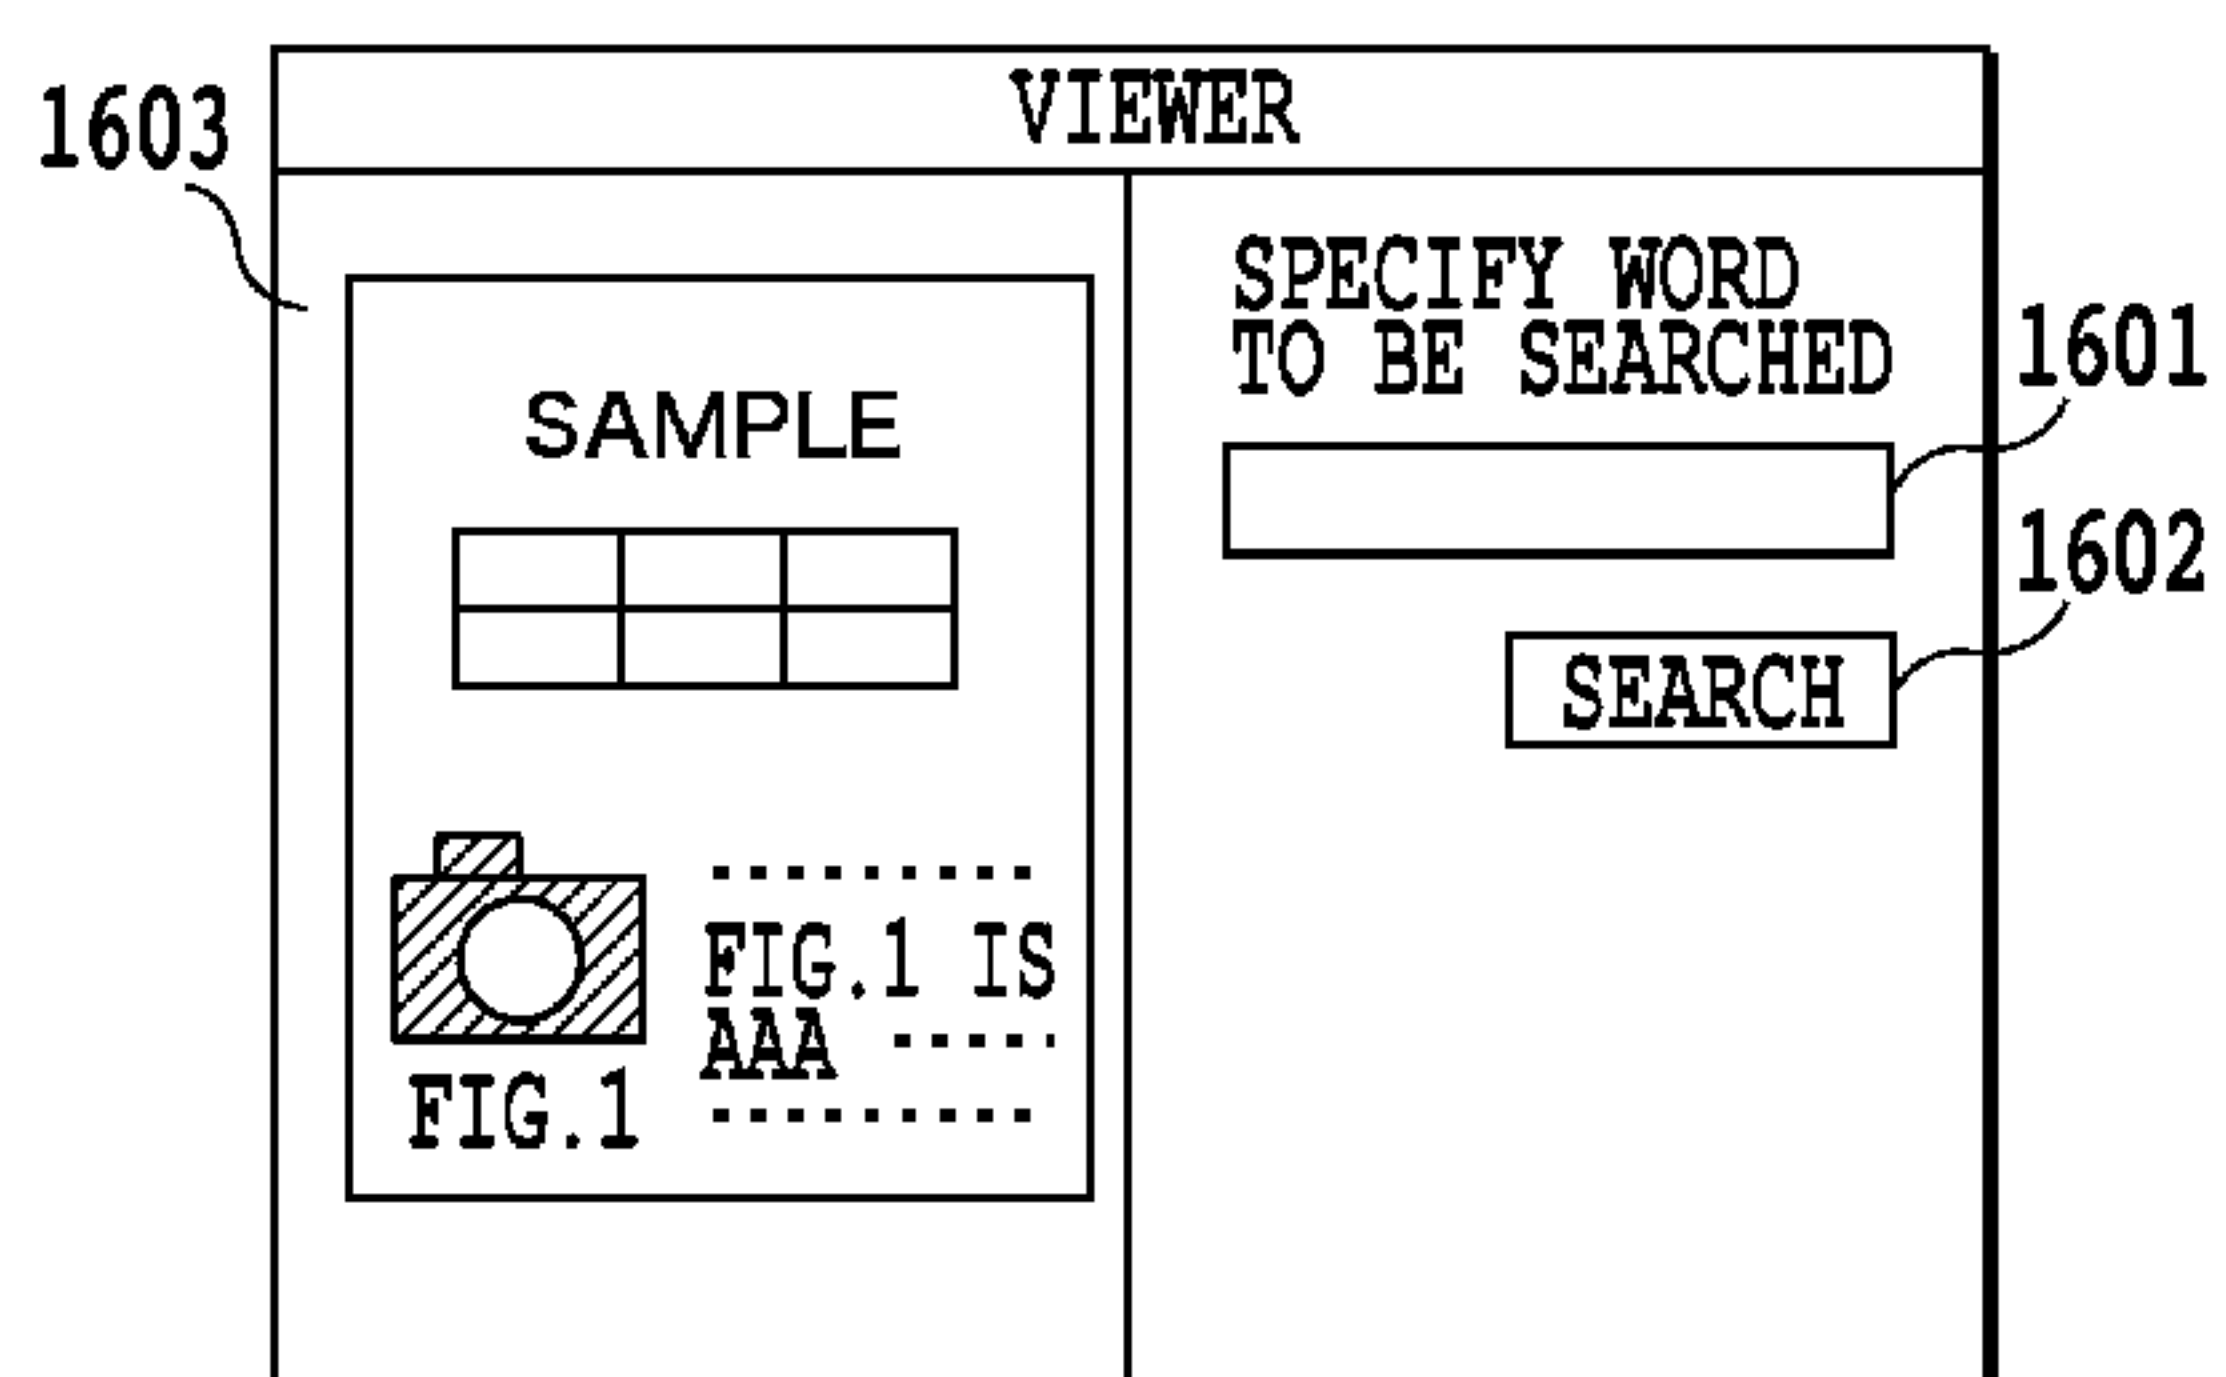 VIEWER
1603
SPECIFY WORD
TO BE SEARCHED
1601
1602
SEARCH
SAMPLE
FIG.1 IS
AAA
FIG.1